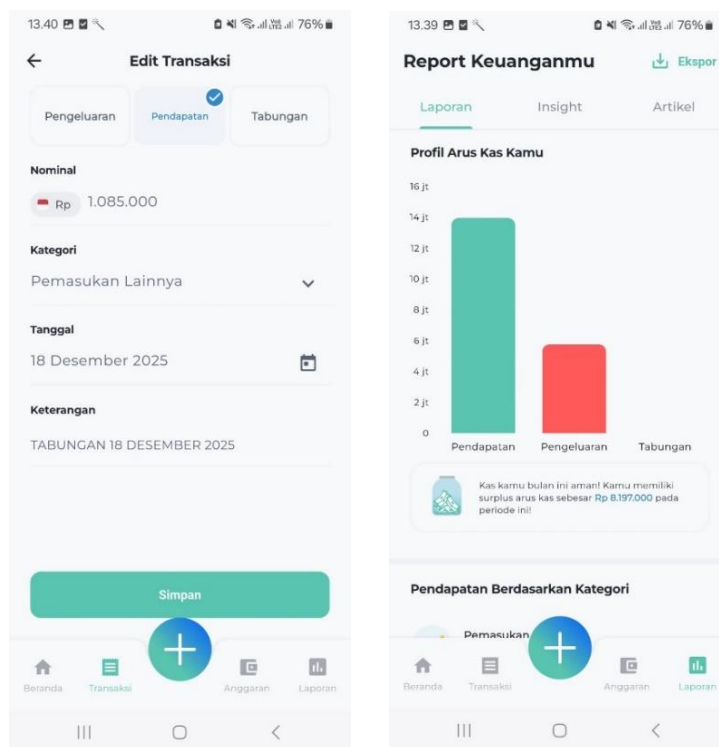 13.40
76%
Edit Transaksi
Pengeluaran
Pendapatan
Tabungan
Nominal
Rp 1.085.000
Kategori
Pemasukan Lainnya
Tanggal
18 Desember 2025
Keterangan
TABUNGAN 18 DESEMBER 2025
Simpan
Beranda
Transaksi
Anggaran
Laporan
13.39
76%
Report Keuanganmu
Ekspor
Laporan
Insight
Artikel
Profil Arus Kas Kamu
16 jt
14 jt
12 jt
10 jt
8 jt
6 jt
4 jt
2 jt
0
Pendapatan
Pengeluaran
Tabungan
Kas kamu bulan ini aman! Kamu memiliki
surplus arus kas sebesar Rp 8.197.000 pada
periode ini!
Pendapatan Berdasarkan Kategori
Pemasukan
Beranda
Transaksi
Anggaran
Laporan